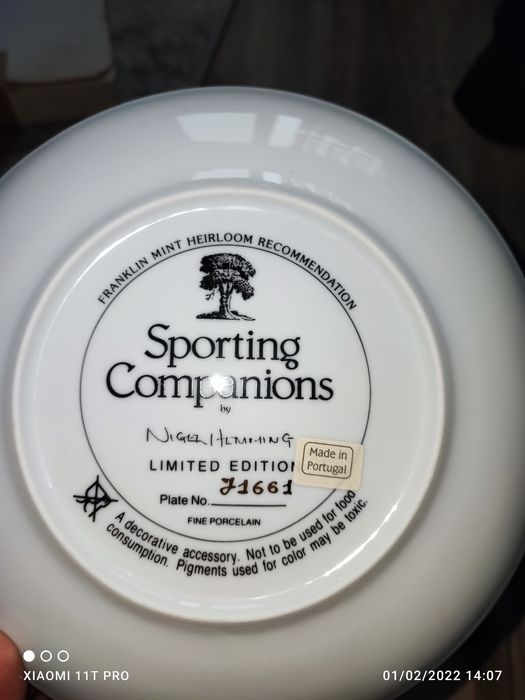 FRANKLIN MINT HEIRLOOM RECOMMENDATION
Sporting
Companions
by
NIGEL HEMMING
LIMITED EDITION
Made in
Portugal
Plate No. J1661
FINE PORCELAIN
A decorative accessory. Not to be used for food
consumption. Pigments used for color may be toxic.
XIAOMI 11T PRO
01/02/2022 14:07